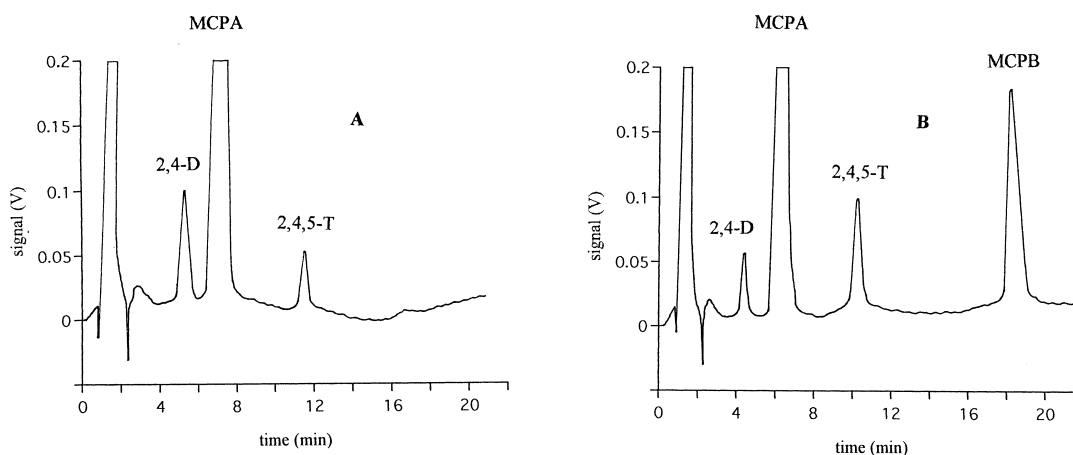 MCPA
0.2
0.15
0.1
0.05
0
signal (V)
A
2,4-D
2,4,5-T
0 4 8 12 16 20
time (min)
MCPA
MCPB
0.2
0.15
0.1
0.05
0
signal (V)
B
2,4-D
2,4,5-T
0 4 8 12 16 20
time (min)